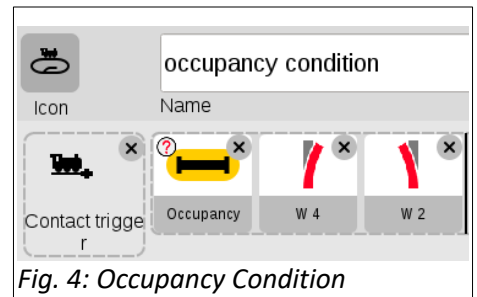 occupancy condition
Icon
Name
Contact trigge
r
?
Occupancy
W 4
W 2
Fig. 4: Occupancy Condition